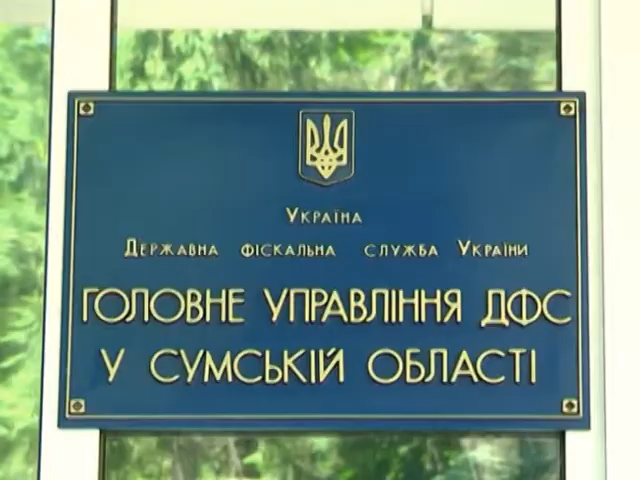 Україна
Державна фіскальна служба України
ГОЛОВНЕ УПРАВЛІННЯ ДФС
У СУМСЬКІЙ ОБЛАСТІ